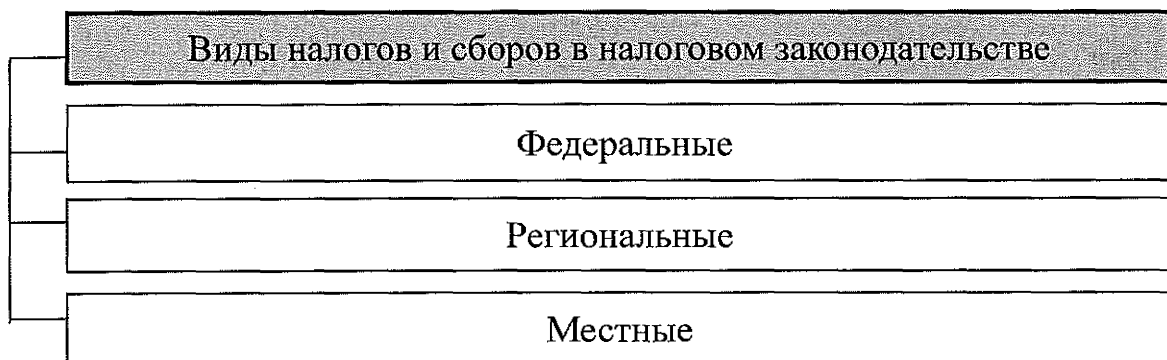 Виды налогов и сборов в налоговом законодательстве
Федеральные
Региональные
Местные